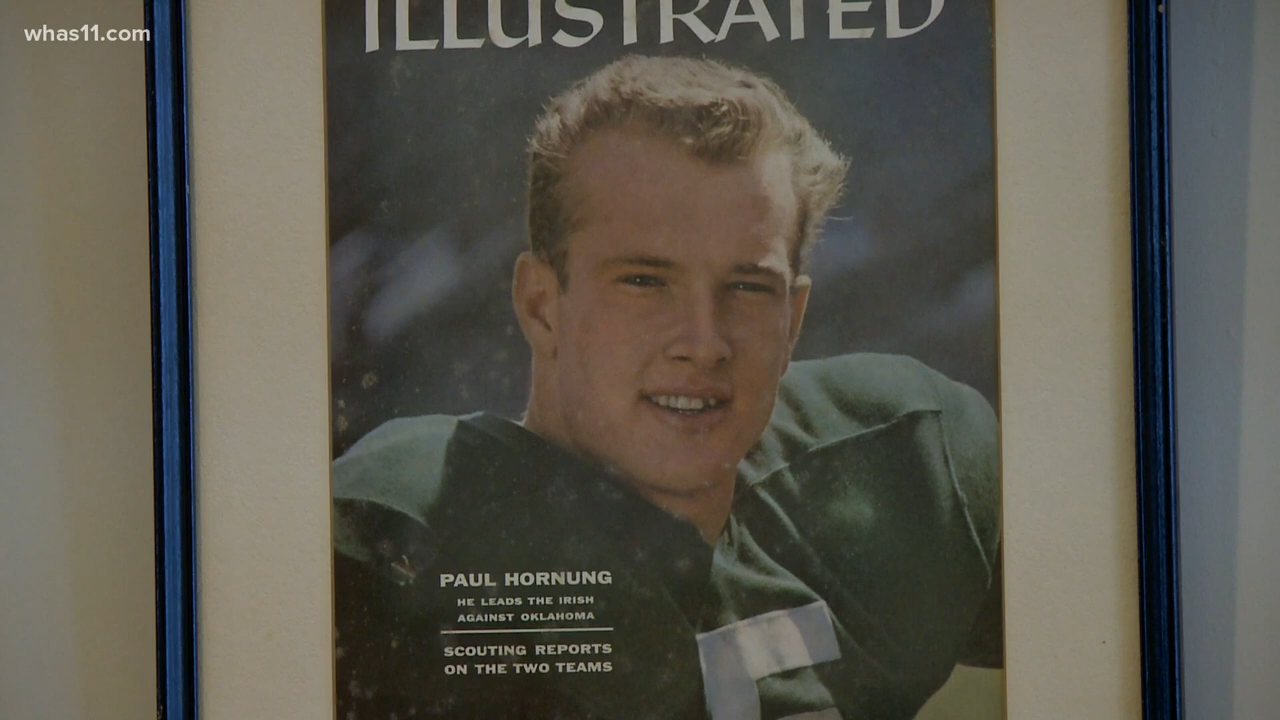 whas11.com
ILLUSTRATED
PAUL HORNUNG
HE LEADS THE IRISH
AGAINST OKLAHOMA
SCOUTING REPORTS
ON THE TWO TEAMS